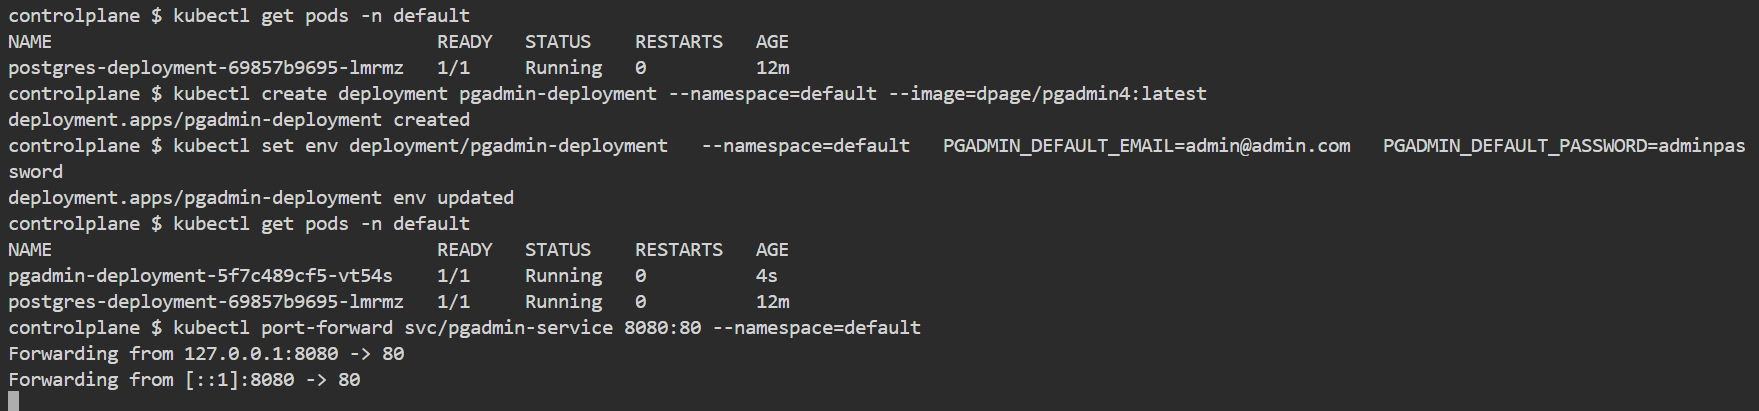 controlplane $ kubectl get pods -n default
NAME                                   READY   STATUS    RESTARTS   AGE
postgres-deployment-69857b9695-lmrmz   1/1     Running   0          12m
controlplane $ kubectl create deployment pgadmin-deployment --namespace=default --image=dpage/pgadmin4:latest
deployment.apps/pgadmin-deployment created
controlplane $ kubectl set env deployment/pgadmin-deployment   --namespace=default   PGADMIN_DEFAULT_EMAIL=admin@admin.com   PGADMIN_DEFAULT_PASSWORD=adminpas
sword
deployment.apps/pgadmin-deployment env updated
controlplane $ kubectl get pods -n default
NAME                                   READY   STATUS    RESTARTS   AGE
pgadmin-deployment-5f7c489cf5-vt54s    1/1     Running   0          4s
postgres-deployment-69857b9695-lmrmz   1/1     Running   0          12m
controlplane $ kubectl port-forward svc/pgadmin-service 8080:80 --namespace=default
Forwarding from 127.0.0.1:8080 -> 80
Forwarding from [::1]:8080 -> 80